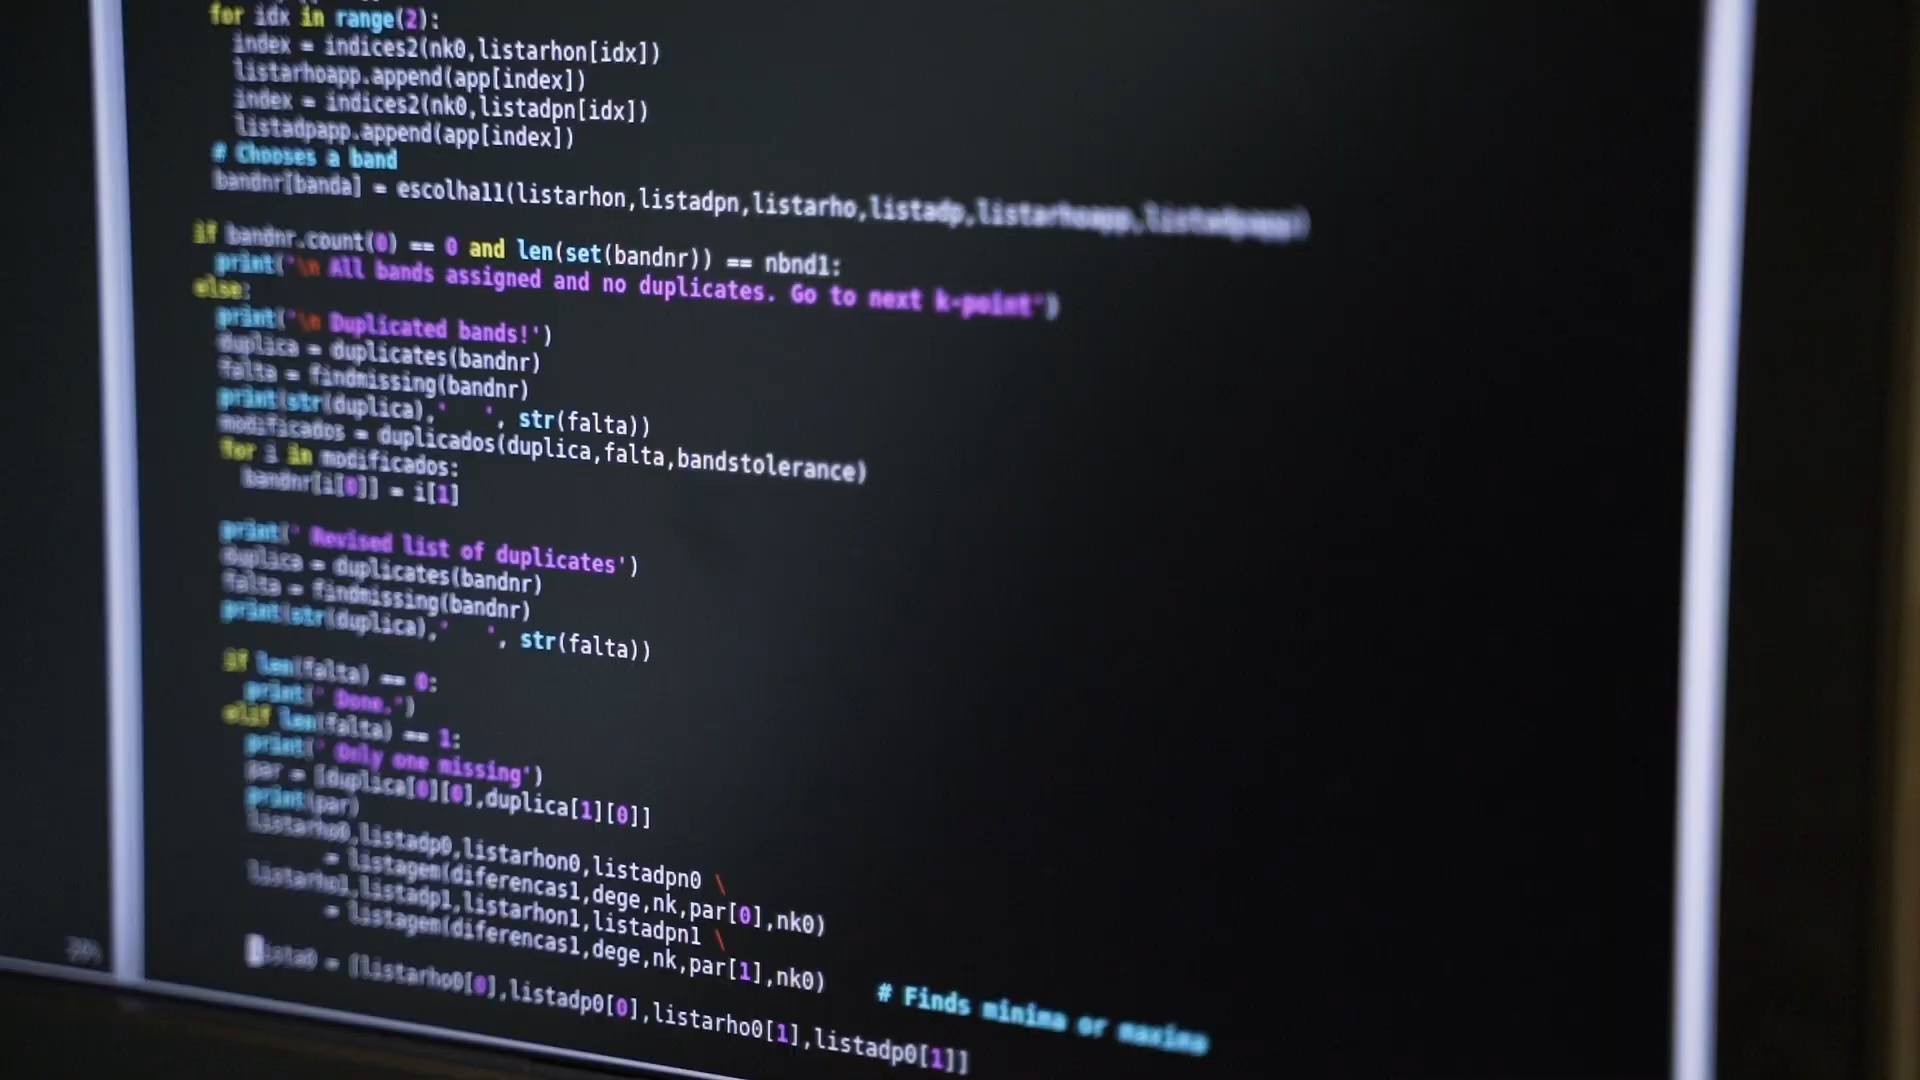 for idx in range(2):
index = indices2(nk0,listarhon[idx])
listarhoapp.append(app[index])
index = indices2(nk0,listadpn[idx])
listadpapp.append(app[index])
# Chooses a band
bandnr[banda] = escolha11(listarhon,listadpn,listarho,listadp,listarhoapp,listadpapp)
if bandnr.count(0) == 0 and len(set(bandnr)) == nbnd1:
print('\n All bands assigned and no duplicates. Go to next k-point')
else:
print('\n Duplicated bands!')
duplica = duplicates(bandnr)
falta = findmissing(bandnr)
print(str(duplica),'   ', str(falta))
modificados = duplicados(duplica,falta,bandstolerance)
for i in modificados:
bandnr[i[0]] = i[1]
print(' Revised list of duplicates')
duplica = duplicates(bandnr)
falta = findmissing(bandnr)
print(str(duplica),'   ', str(falta))
if len(falta) == 0:
print(' Done.')
elif len(falta) == 1:
print(' Only one missing')
par = [duplica[0][0],duplica[1][0]]
print(par)
listarho0,listadp0,listarhon0,listadpn0 \
= listagem(diferencas1,dege,nk,par[0],nk0)
listarho1,listadp1,listarhon1,listadpn1 \
= listagem(diferencas1,dege,nk,par[1],nk0)    # Finds minima or maxima
lista0 = [listarho0[0],listadp0[0],listarho0[1],listadp0[1]]